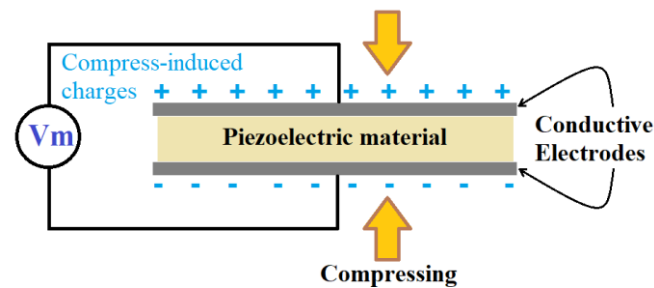 Compress-induced
charges
+ + + + + + + + + +
Vm
Piezoelectric material
Conductive
Electrodes
- - - - - - - - - -
Compressing